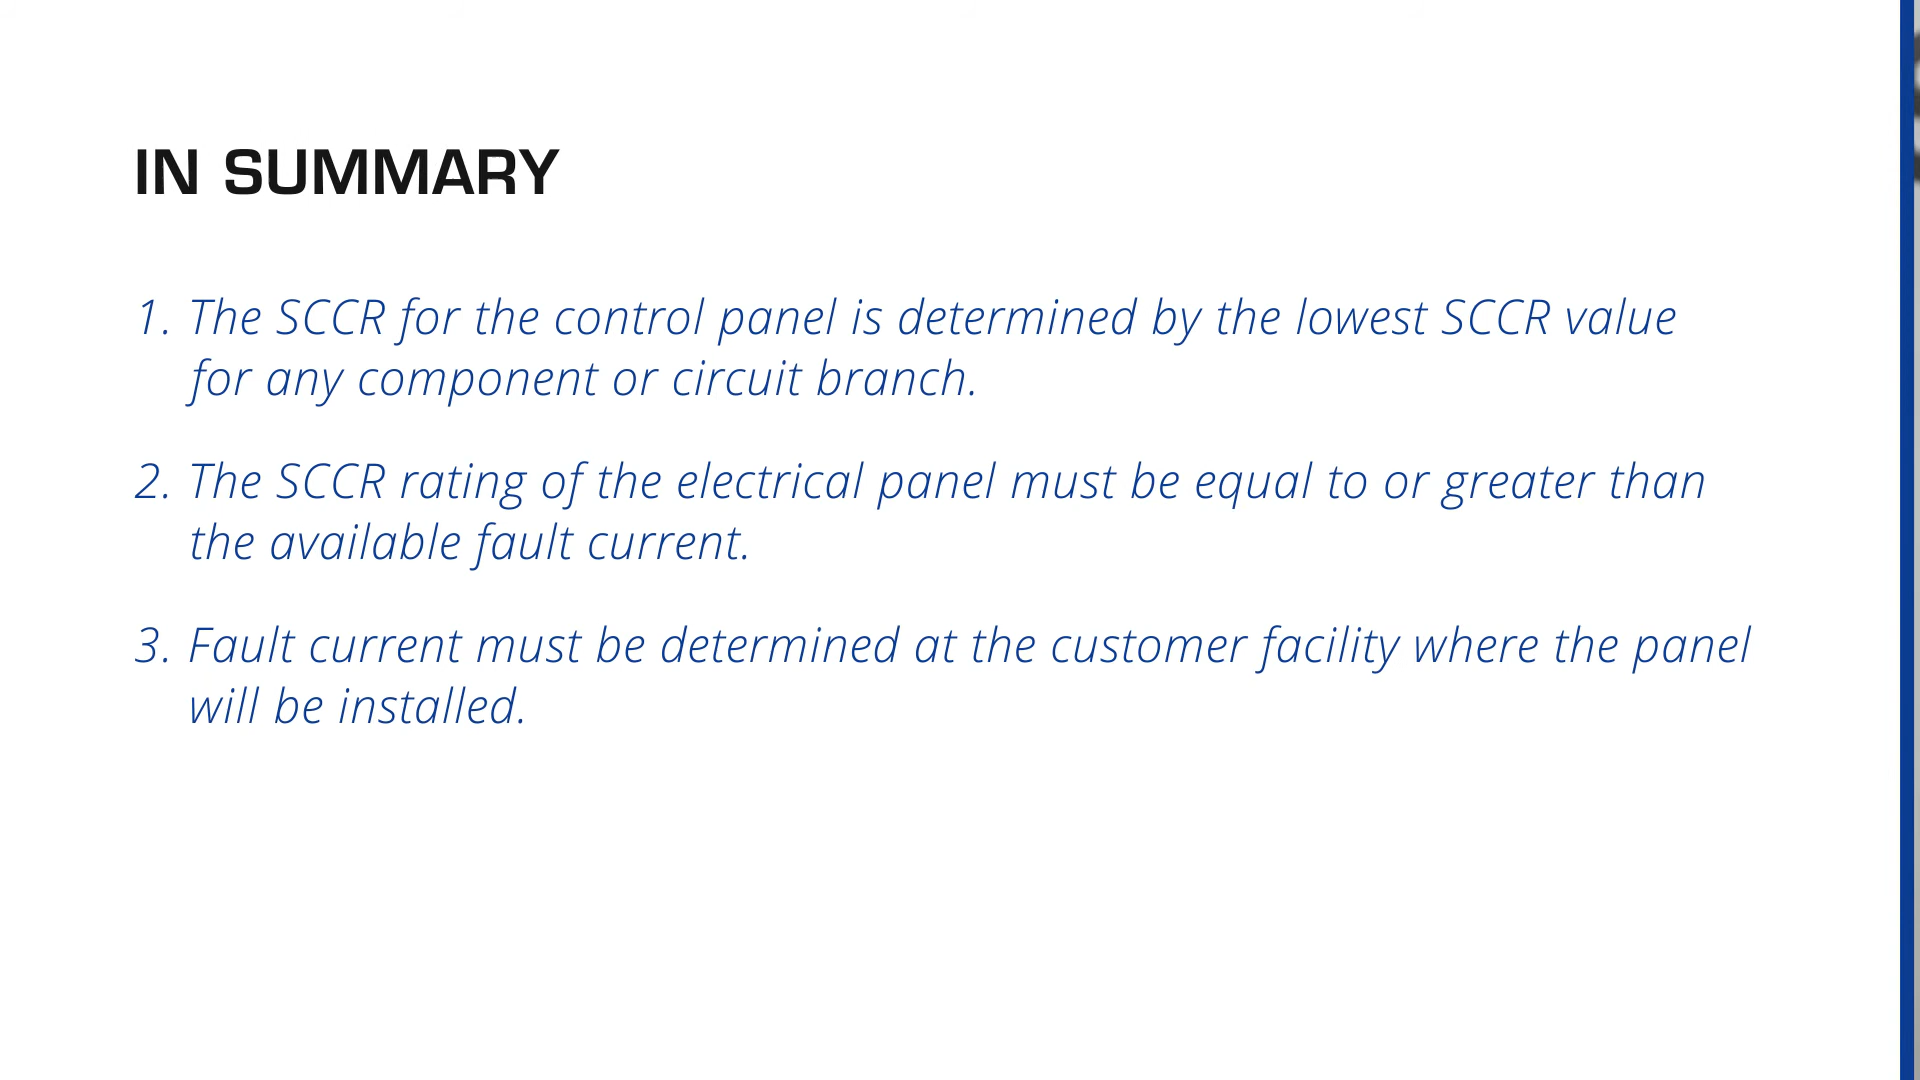 IN SUMMARY
1. The SCCR for the control panel is determined by the lowest SCCR value
for any component or circuit branch.
2. The SCCR rating of the electrical panel must be equal to or greater than
the available fault current.
3. Fault current must be determined at the customer facility where the panel
will be installed.